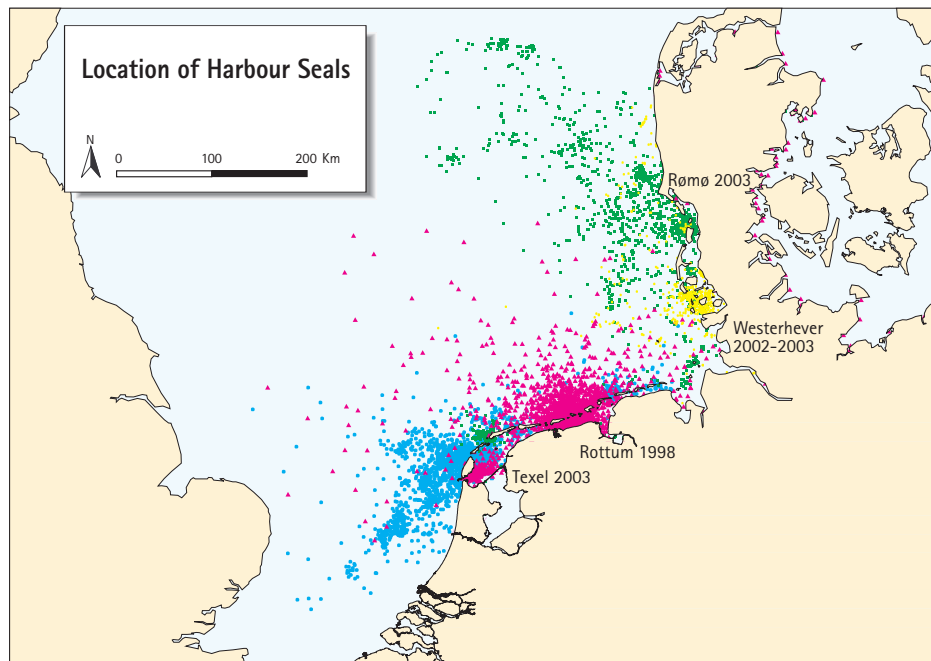 Location of Harbour Seals
N
0 100 200 Km
Rømø 2003
Westerhever
2002-2003
Rottum 1998
Texel 2003